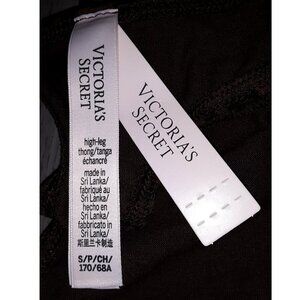 VICTORIA'S
SECRET
high-leg
thong/tanga
échancré
made in
Sri Lanka/
fabriqué au
Sri Lanka/
hecho en
Sri Lanka/
fabbricato in
Sri Lanka/
斯里兰卡制造
S/P/CH/
170/68A
VICTORIA'S
SECRET